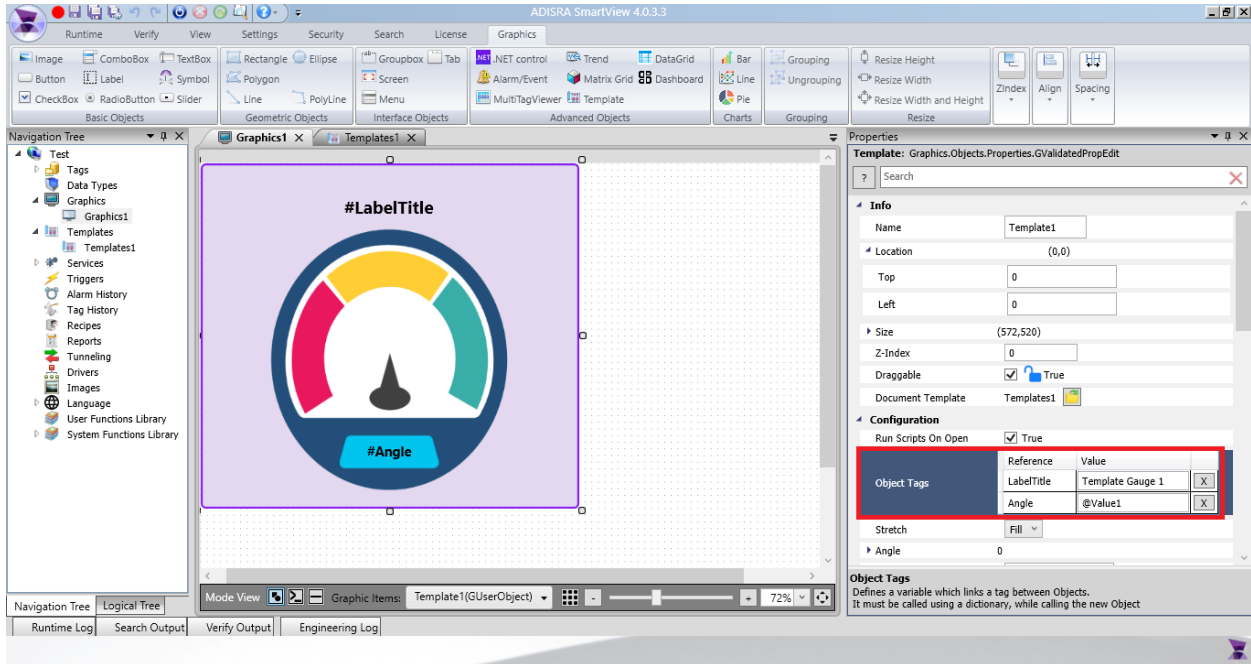 ADISRA SmartView 4.0.3.3
Runtime Verify View Settings Security Search License Graphics
Image ComboBox TextBox Rectangle Ellipse Groupbox Tab .NET control Trend DataGrid Bar Grouping Resize Height
Button Label Symbol Polygon Screen Alarm/Event Matrix Grid Dashboard Line Ungrouping Resize Width ZIndex Align Spacing
CheckBox RadioButton Slider Line PolyLine Menu MultiTagViewer Template Pie Resize Width and Height
Basic Objects Geometric Objects Interface Objects Advanced Objects Charts Grouping Resize
Navigation Tree
Test
Tags
Data Types
Graphics
Graphics1
Templates
Templates1
Services
Triggers
Alarm History
Tag History
Recipes
Reports
Tunneling
Drivers
Images
Language
User Functions Library
System Functions Library
Navigation Tree Logical Tree
Graphics1 X Templates1 X
#LabelTitle
#Angle
Mode View Graphic Items: Template1(GUserObject) - + 72%
Properties
Template: Graphics.Objects.Properties.GValidatedPropEdit
? Search
Info
Name Template1
Location (0,0)
Top 0
Left 0
Size (572,520)
Z-Index 0
Draggable True
Document Template Templates1
Configuration
Run Scripts On Open True
Object Tags
Reference Value
LabelTitle Template Gauge 1 X
Angle @Value1 X
Stretch Fill
Angle 0
Object Tags
Defines a variable which links a tag between Objects.
It must be called using a dictionary, while calling the new Object
Runtime Log Search Output Verify Output Engineering Log